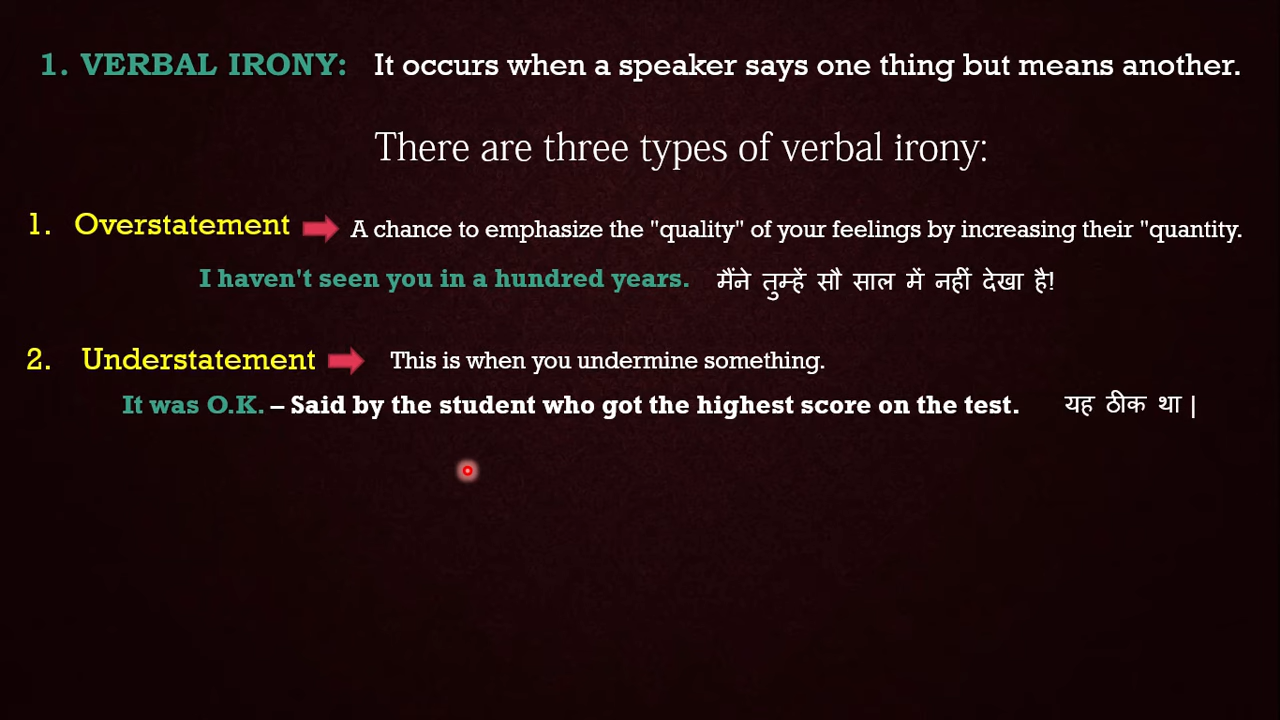 1. VERBAL IRONY: It occurs when a speaker says one thing but means another.
There are three types of verbal irony:
1. Overstatement A chance to emphasize the "quality" of your feelings by increasing their "quantity.
I haven't seen you in a hundred years. मैंने तुम्हें सौ साल में नहीं देखा है!
2. Understatement This is when you undermine something.
It was O.K. – Said by the student who got the highest score on the test. यह ठीक था |